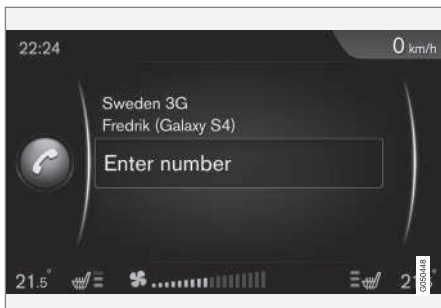 22:24
0 km/h
Sweden 3G
Fredrik (Galaxy S4)
Enter number
21.5°
G050448